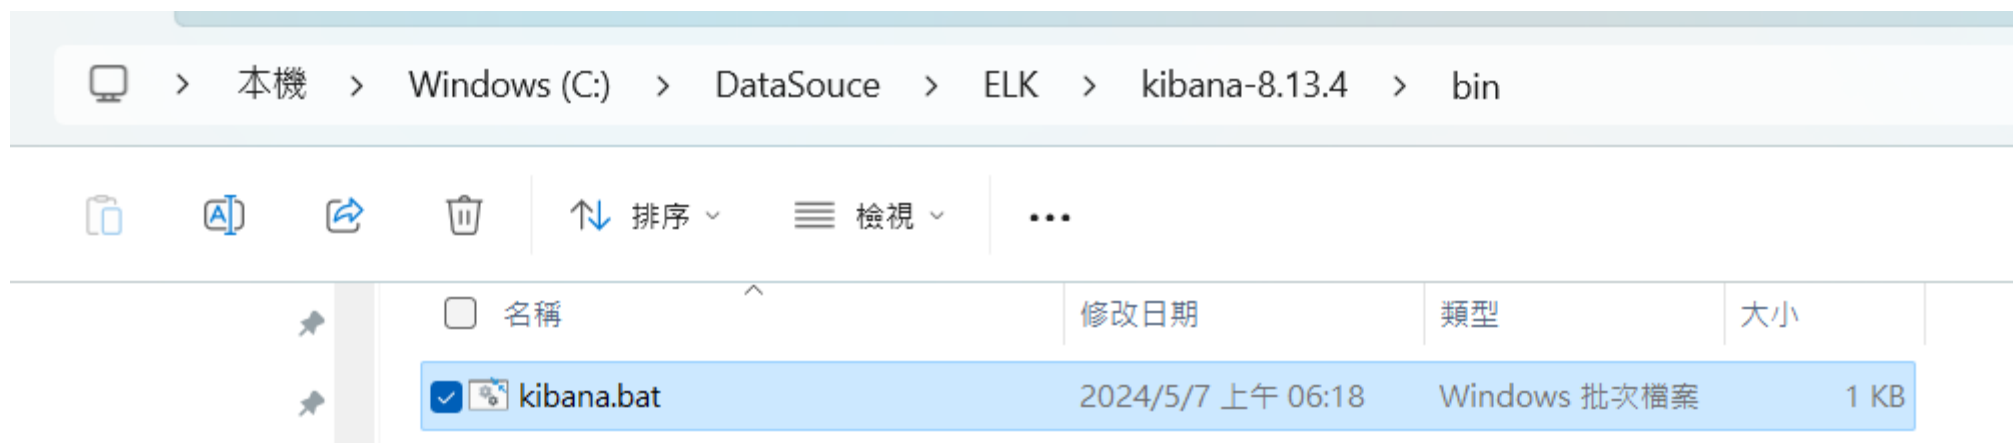 本機 > Windows (C:) > DataSouce > ELK > kibana-8.13.4 > bin
排序 檢視 •••
名稱 修改日期 類型 大小
kibana.bat 2024/5/7 上午 06:18 Windows 批次檔案 1 KB